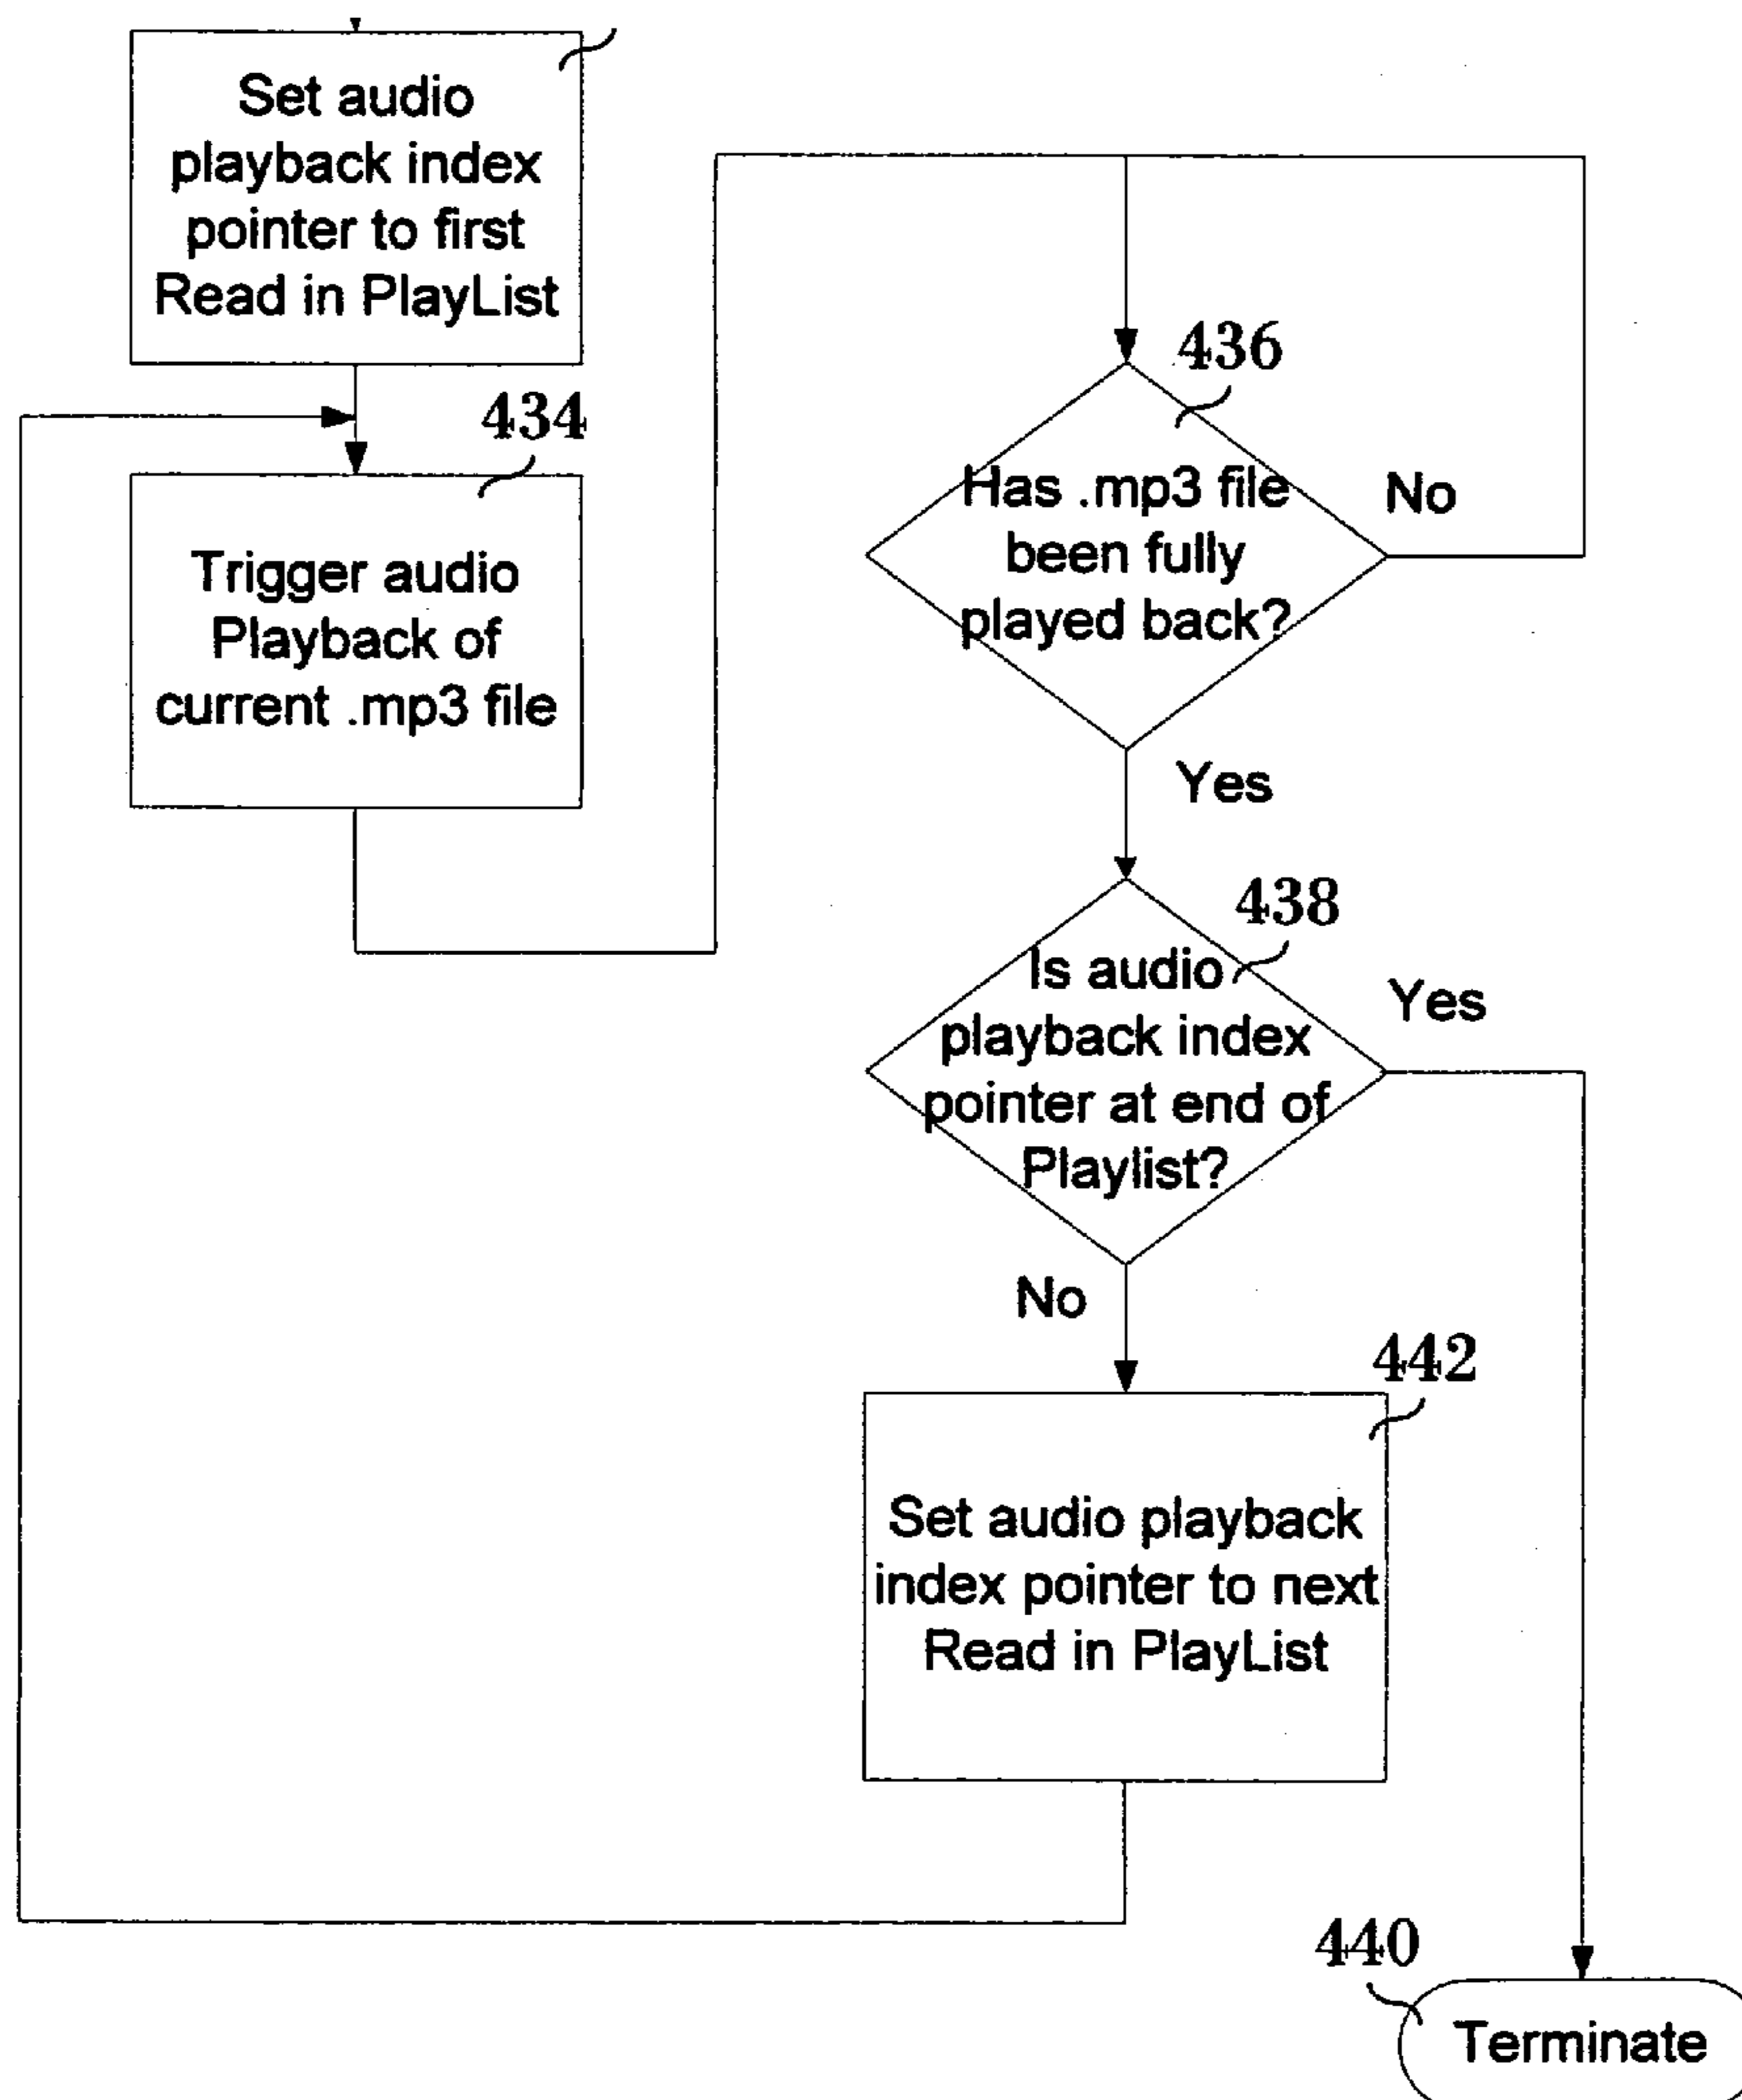 Set audio
playback index
pointer to first
Read in PlayList
434
Trigger audio
Playback of
current .mp3 file
436
Has .mp3 file
been fully
played back?
No
Yes
438
Is audio
playback index
pointer at end of
Playlist?
Yes
No
442
Set audio playback
index pointer to next
Read in PlayList
440
Terminate